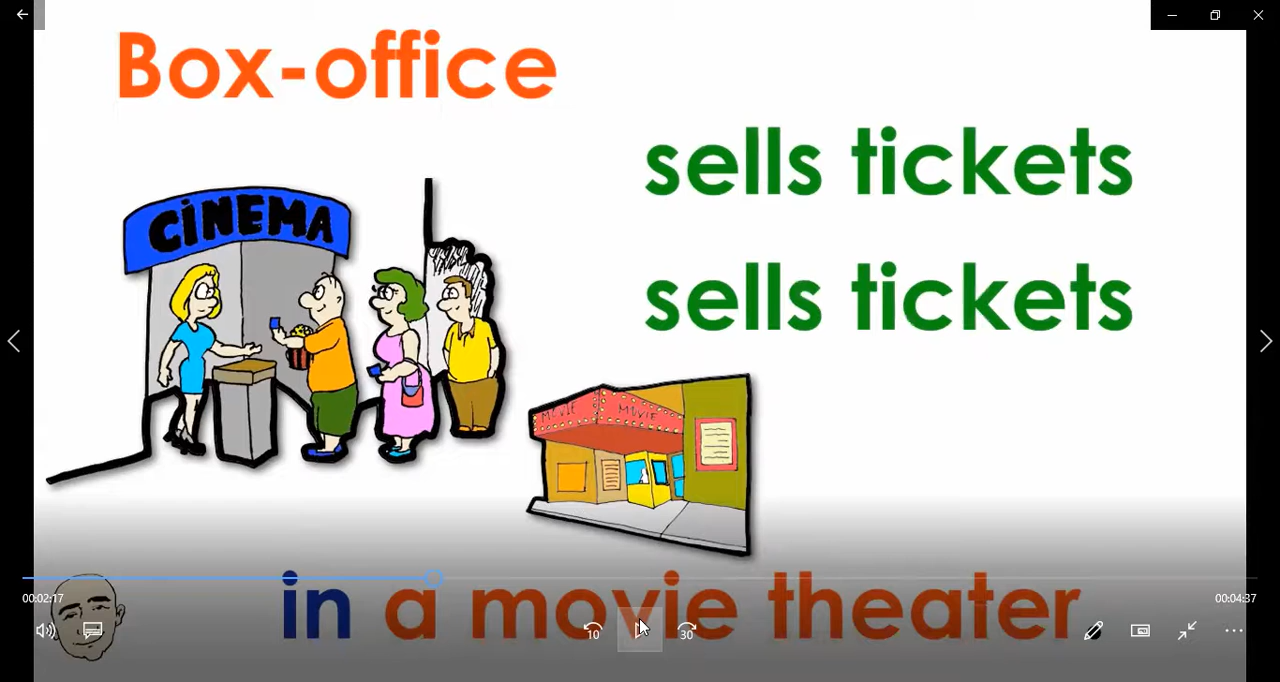 Box-office
sells tickets
CiNEMA
sells tickets
MOVIE MOVIE
in a movie theater
00:02:17
00:04:37
10
30